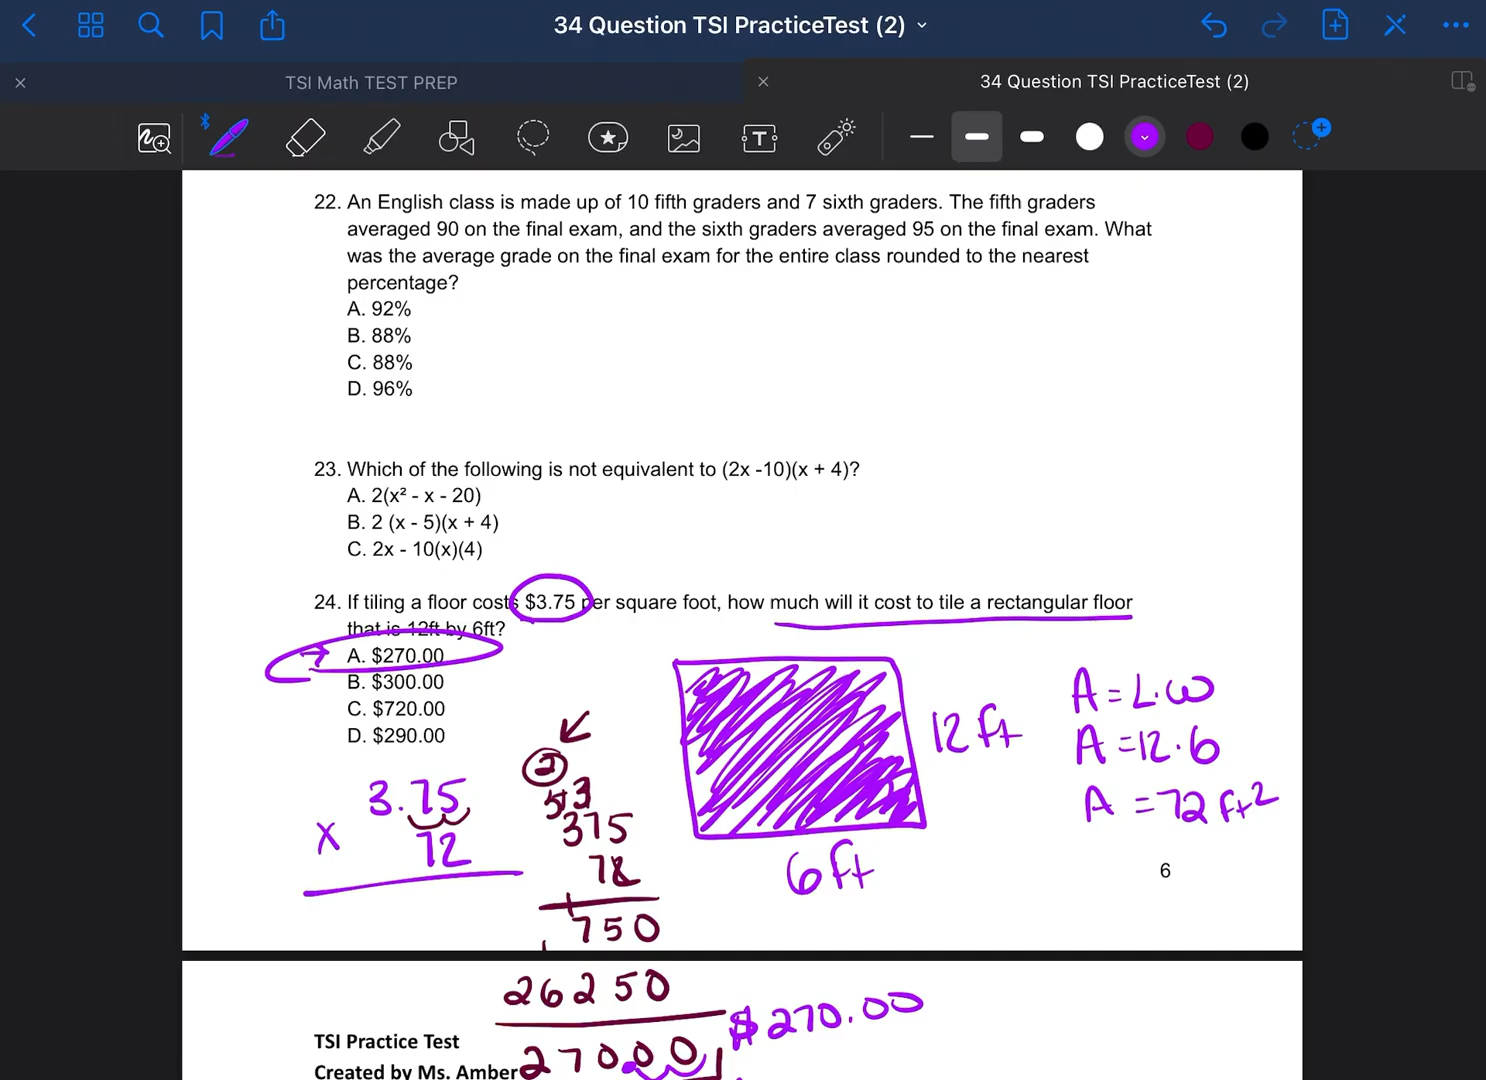 34 Question TSI PracticeTest (2)
TSI Math TEST PREP
34 Question TSI PracticeTest (2)
22. An English class is made up of 10 fifth graders and 7 sixth graders. The fifth graders
averaged 90 on the final exam, and the sixth graders averaged 95 on the final exam. What
was the average grade on the final exam for the entire class rounded to the nearest
percentage?
A. 92%
B. 88%
C. 88%
D. 96%
23. Which of the following is not equivalent to (2x -10)(x + 4)?
A. 2(x² - x - 20)
B. 2 (x - 5)(x + 4)
C. 2x - 10(x)(4)
24. If tiling a floor costs $3.75 per square foot, how much will it cost to tile a rectangular floor
that is 12ft by 6ft?
A. $270.00
B. $300.00
C. $720.00
D. $290.00
3.75
x 72
375
72
750
26250
27000
$270.00
12 ft
6 ft
A = L·W
A = 12·6
A = 72 ft²
6
TSI Practice Test
Created by Ms. Amber